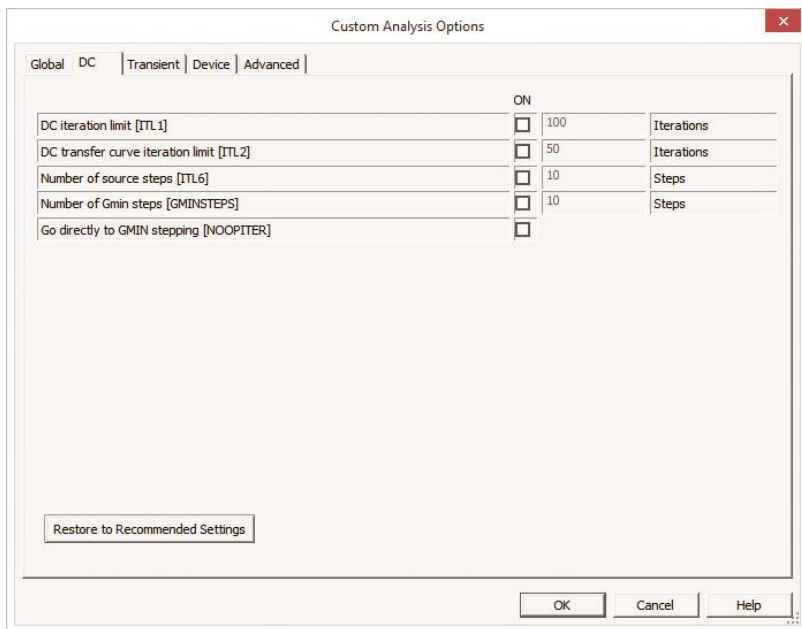 Custom Analysis Options
Global DC Transient Device Advanced
ON
DC iteration limit [ITL1] 100 Iterations
DC transfer curve iteration limit [ITL2] 50 Iterations
Number of source steps [ITL6] 10 Steps
Number of Gmin steps [GMINSTEPS] 10 Steps
Go directly to GMIN stepping [NOOPITER]
Restore to Recommended Settings
OK Cancel Help